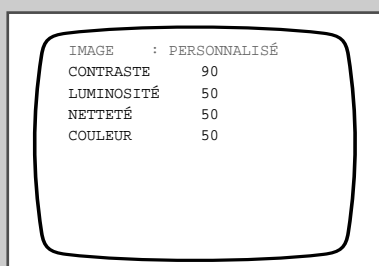 IMAGE : PERSONNALISÉ
CONTRASTE 90
LUMINOSITÉ 50
NETTETÉ 50
COULEUR 50